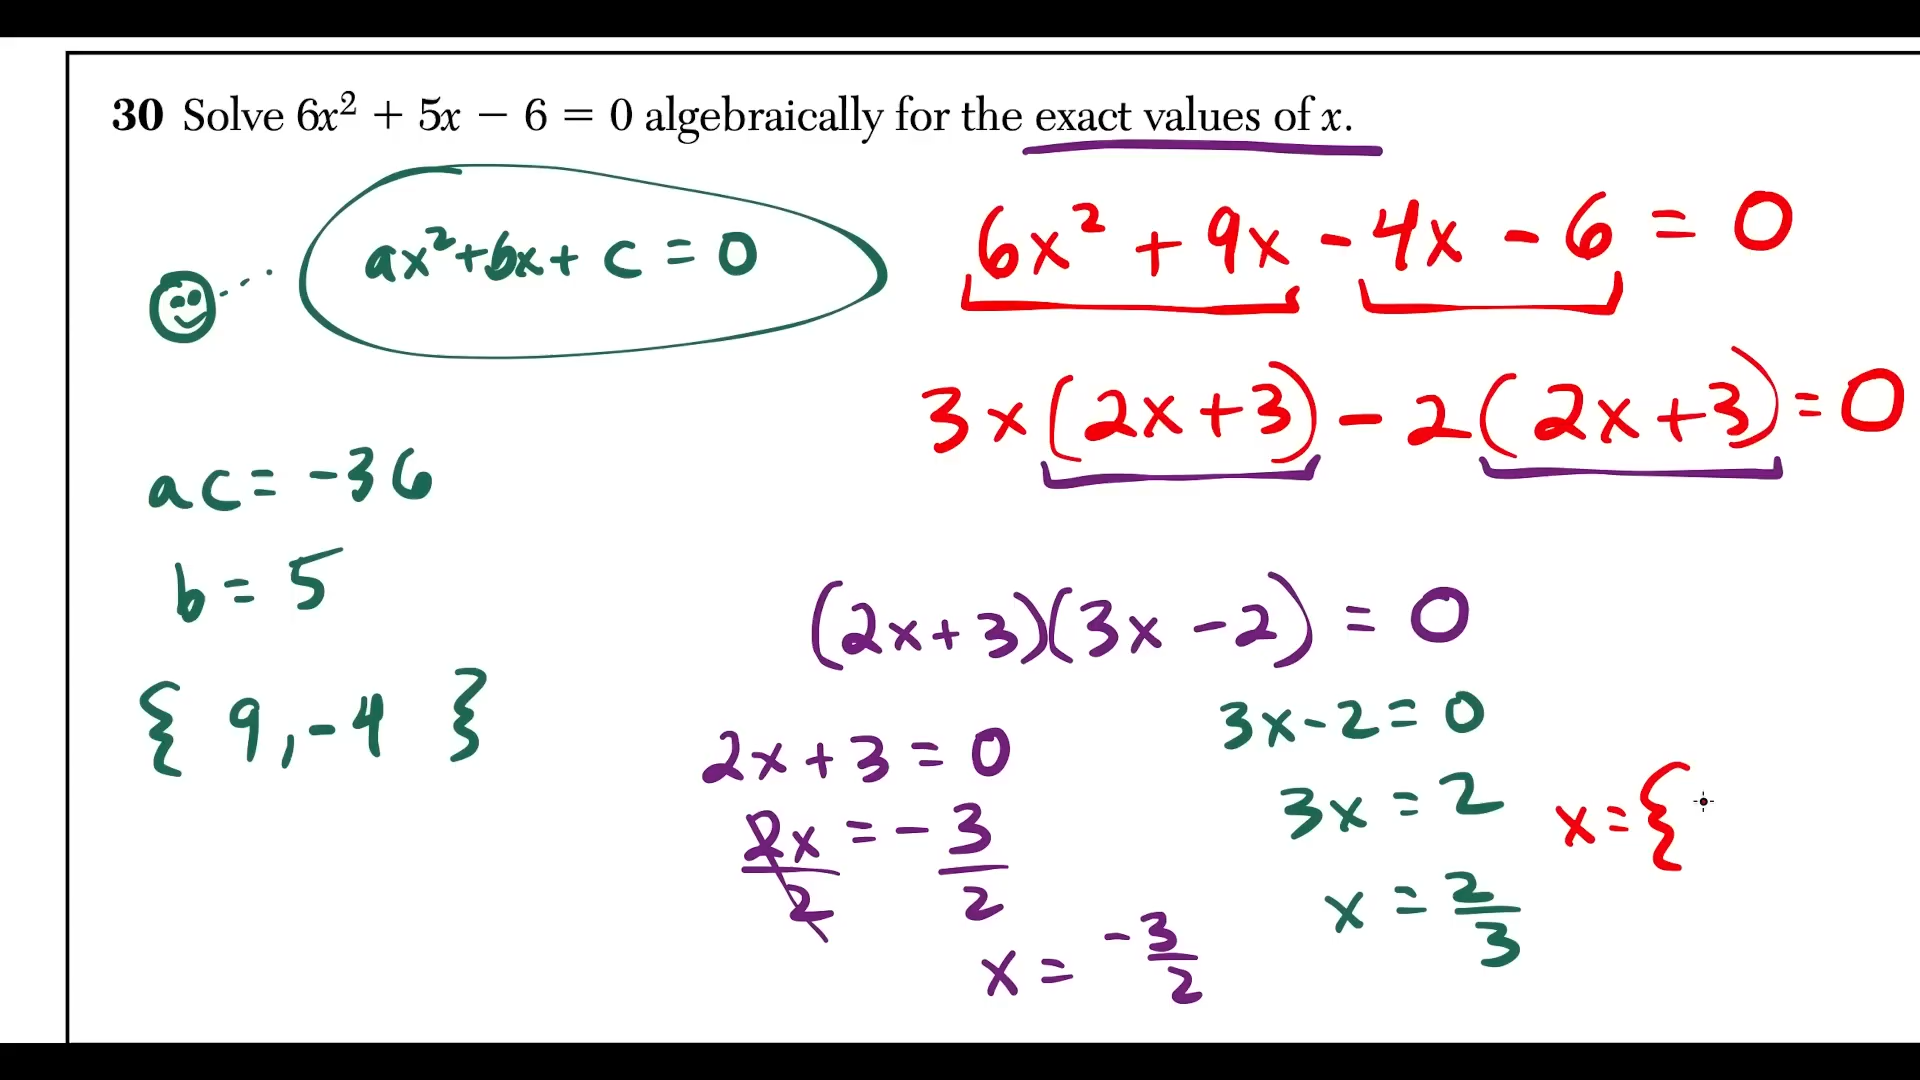 30 Solve 6x² + 5x − 6 = 0 algebraically for the exact values of x.
ax²+bx+c=0
6x² + 9x - 4x - 6 = 0
3x(2x+3) - 2(2x+3) = 0
ac = -36
b = 5
{ 9, -4 }
(2x+3)(3x-2) = 0
2x+3 = 0
2x/2 = -3/2
x = -3/2
3x-2 = 0
3x = 2
x = 2/3
x = {